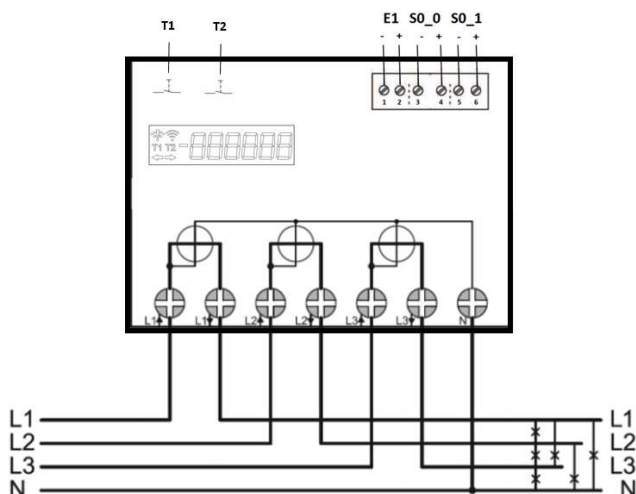 E1 S0_0 S0_1
T1 T2
- + - + - +
1 2 3 4 5 6
T1 T2 -888888
L1 L1 L2 L2 L3 L3 N
L1 L1
L2 L2
L3 L3
N N